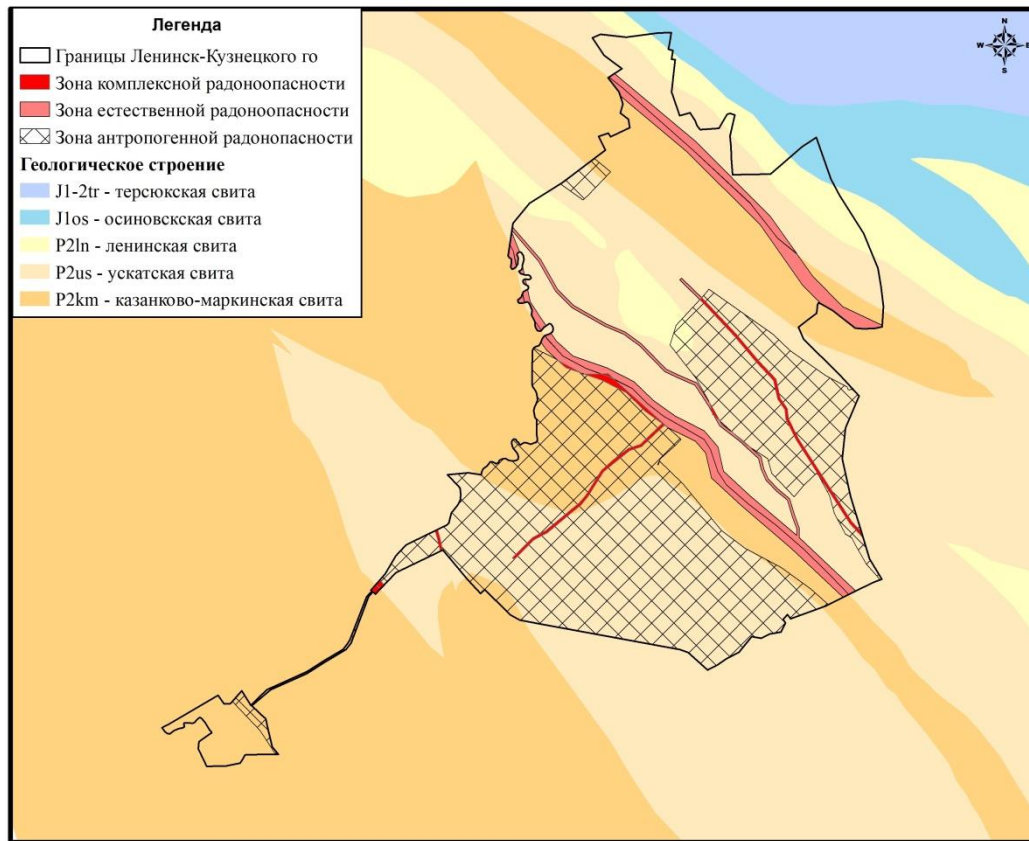 Легенда
Границы Ленинск-Кузнецкого го
Зона комплексной радоноопасности
Зона естественной радоноопасности
Зона антропогенной радонопасности
Геологическое строение
J1-2tr - терсюкская свита
J1os - осиновскская свита
P2ln - ленинская свита
P2us - ускатская свита
P2km - казанково-маркинская свита
N
W
E
S